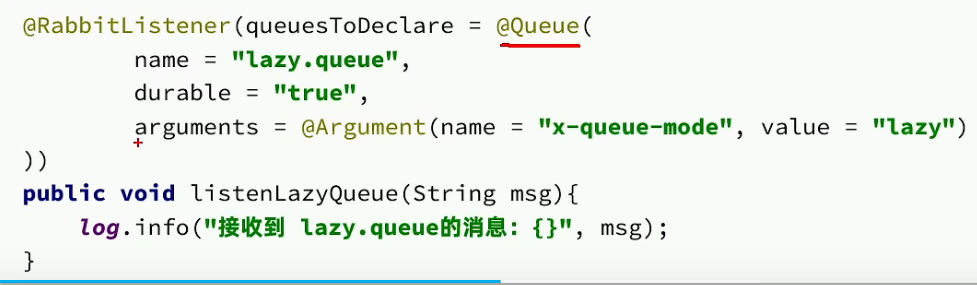 @RabbitListener(queuesToDeclare = @Queue(
        name = "lazy.queue",
        durable = "true",
        arguments = @Argument(name = "x-queue-mode", value = "lazy")
))
public void listenLazyQueue(String msg){
    log.info("接收到 lazy.queue的消息: {}", msg);
}